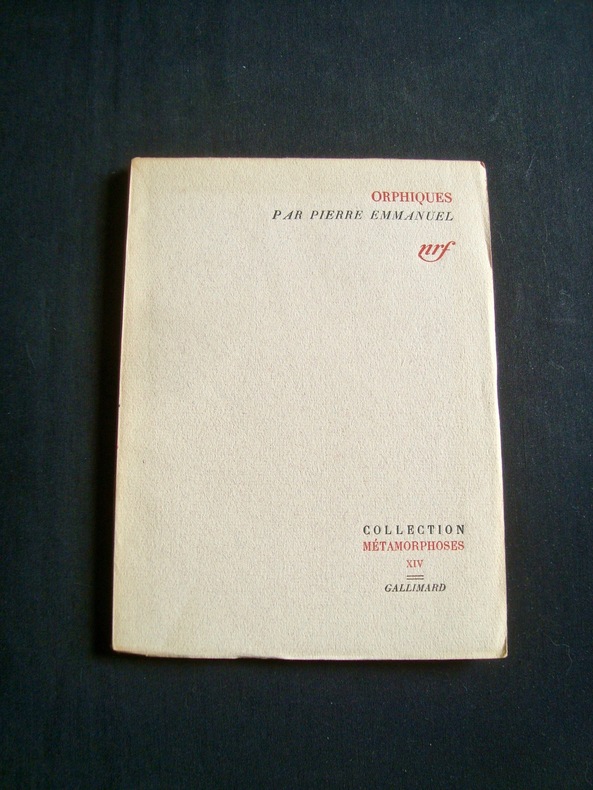 ORPHIQUES
PAR PIERRE EMMANUEL
nrf
COLLECTION
MÉTAMORPHOSES
XIV
GALLIMARD